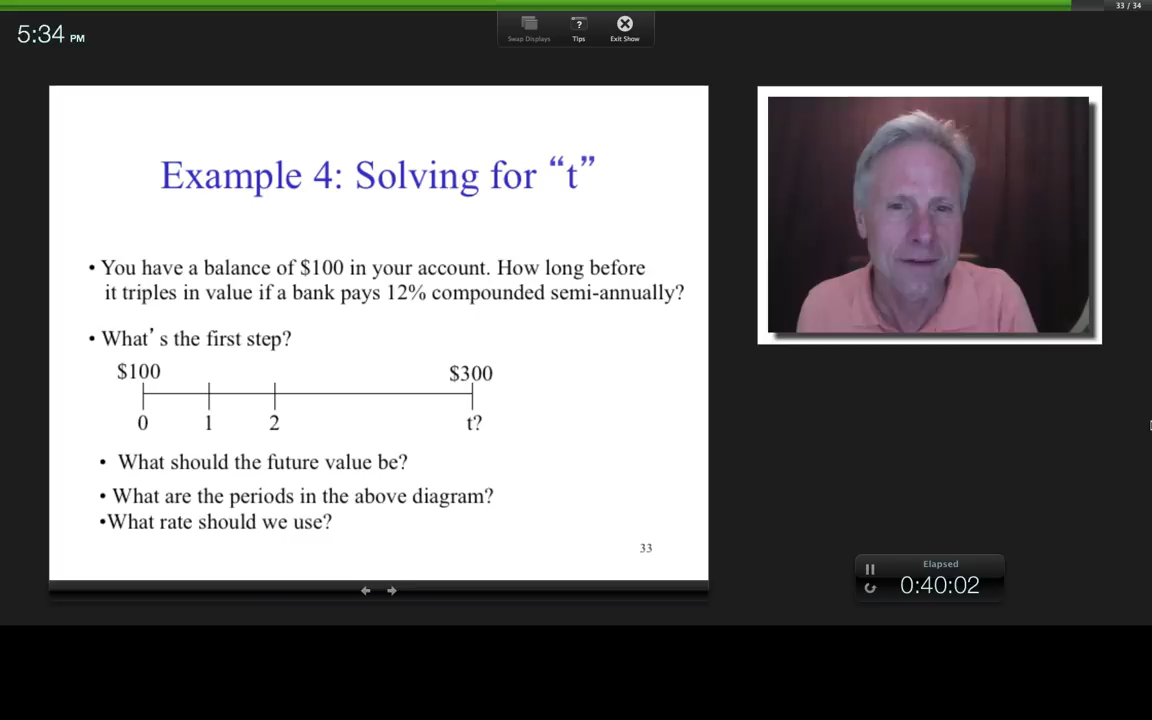 33 / 34
5:34 PM
Swap Displays
? Tips
Exit Show
Example 4: Solving for “t”
• You have a balance of $100 in your account. How long before
it triples in value if a bank pays 12% compounded semi-annually?
• What’s the first step?
$100 $300
0 1 2 t?
• What should the future value be?
• What are the periods in the above diagram?
•What rate should we use?
33
Elapsed
0:40:02